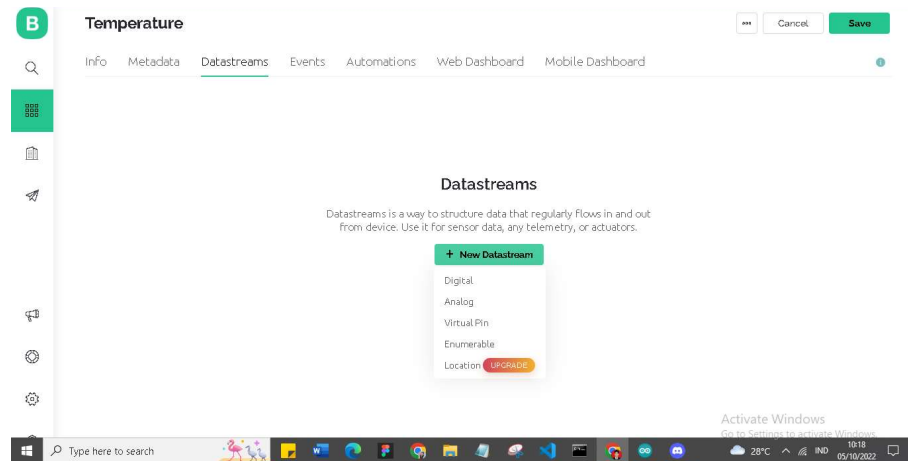 B
Temperature
Cancel
Save
Info Metadata Datastreams Events Automations Web Dashboard Mobile Dashboard
Datastreams
Datastreams is a way to structure data that regularly flows in and out
from device. Use it for sensor data, any telemetry, or actuators.
+ New Datastream
Digital
Analog
Virtual Pin
Enumerable
Location UPGRADE
Activate Windows
Go to Settings to activate Windows.
Type here to search
28°C
IND
10:18
05/10/2022